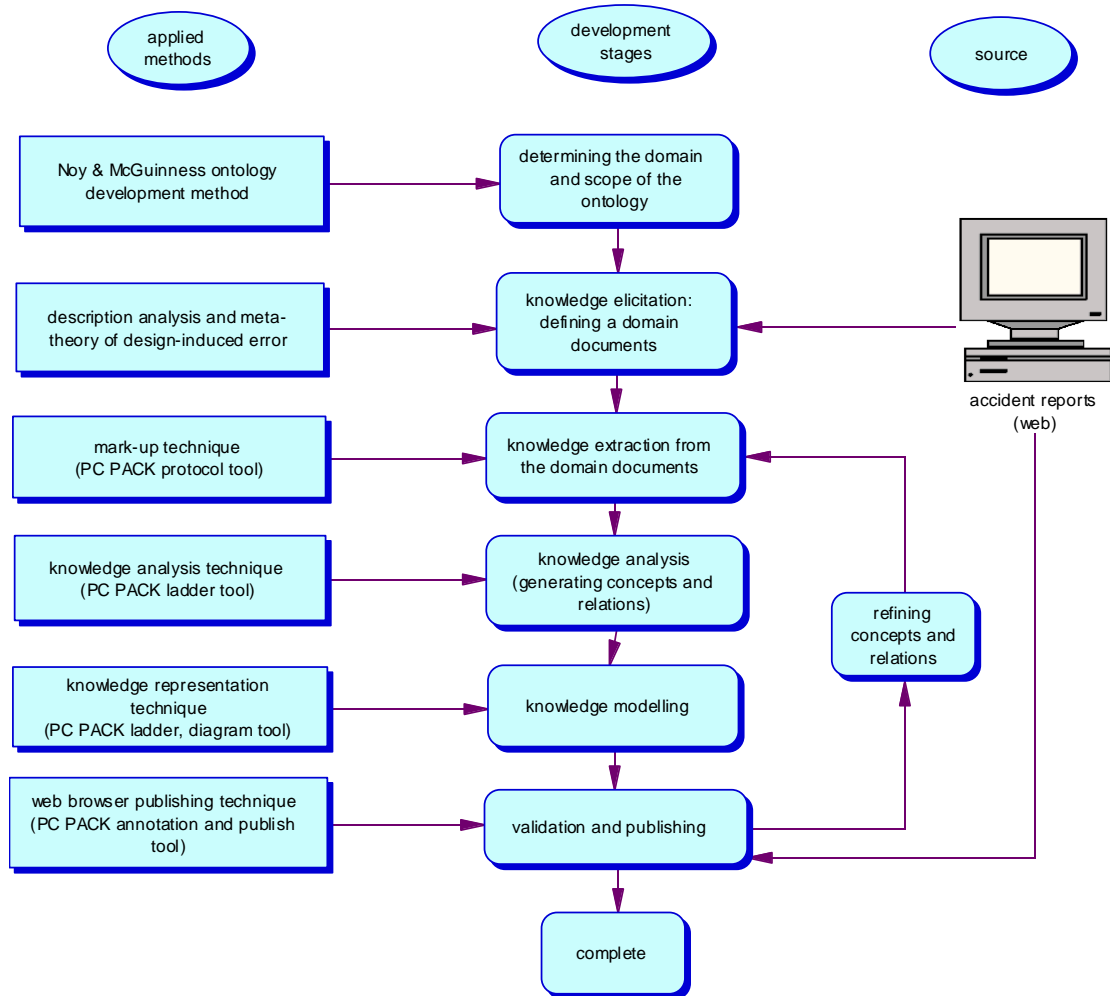 applied
methods
development
stages
source
Noy & McGuinness ontology
development method
determining the domain
and scope of the
ontology
description analysis and meta-
theory of design-induced error
knowledge elicitation:
defining a domain
documents
accident reports
(web)
mark-up technique
(PC PACK protocol tool)
knowledge extraction from
the domain documents
knowledge analysis technique
(PC PACK ladder tool)
knowledge analysis
(generating concepts and
relations)
refining
concepts and
relations
knowledge representation
technique
(PC PACK ladder, diagram tool)
knowledge modelling
web browser publishing technique
(PC PACK annotation and publish
tool)
validation and publishing
complete